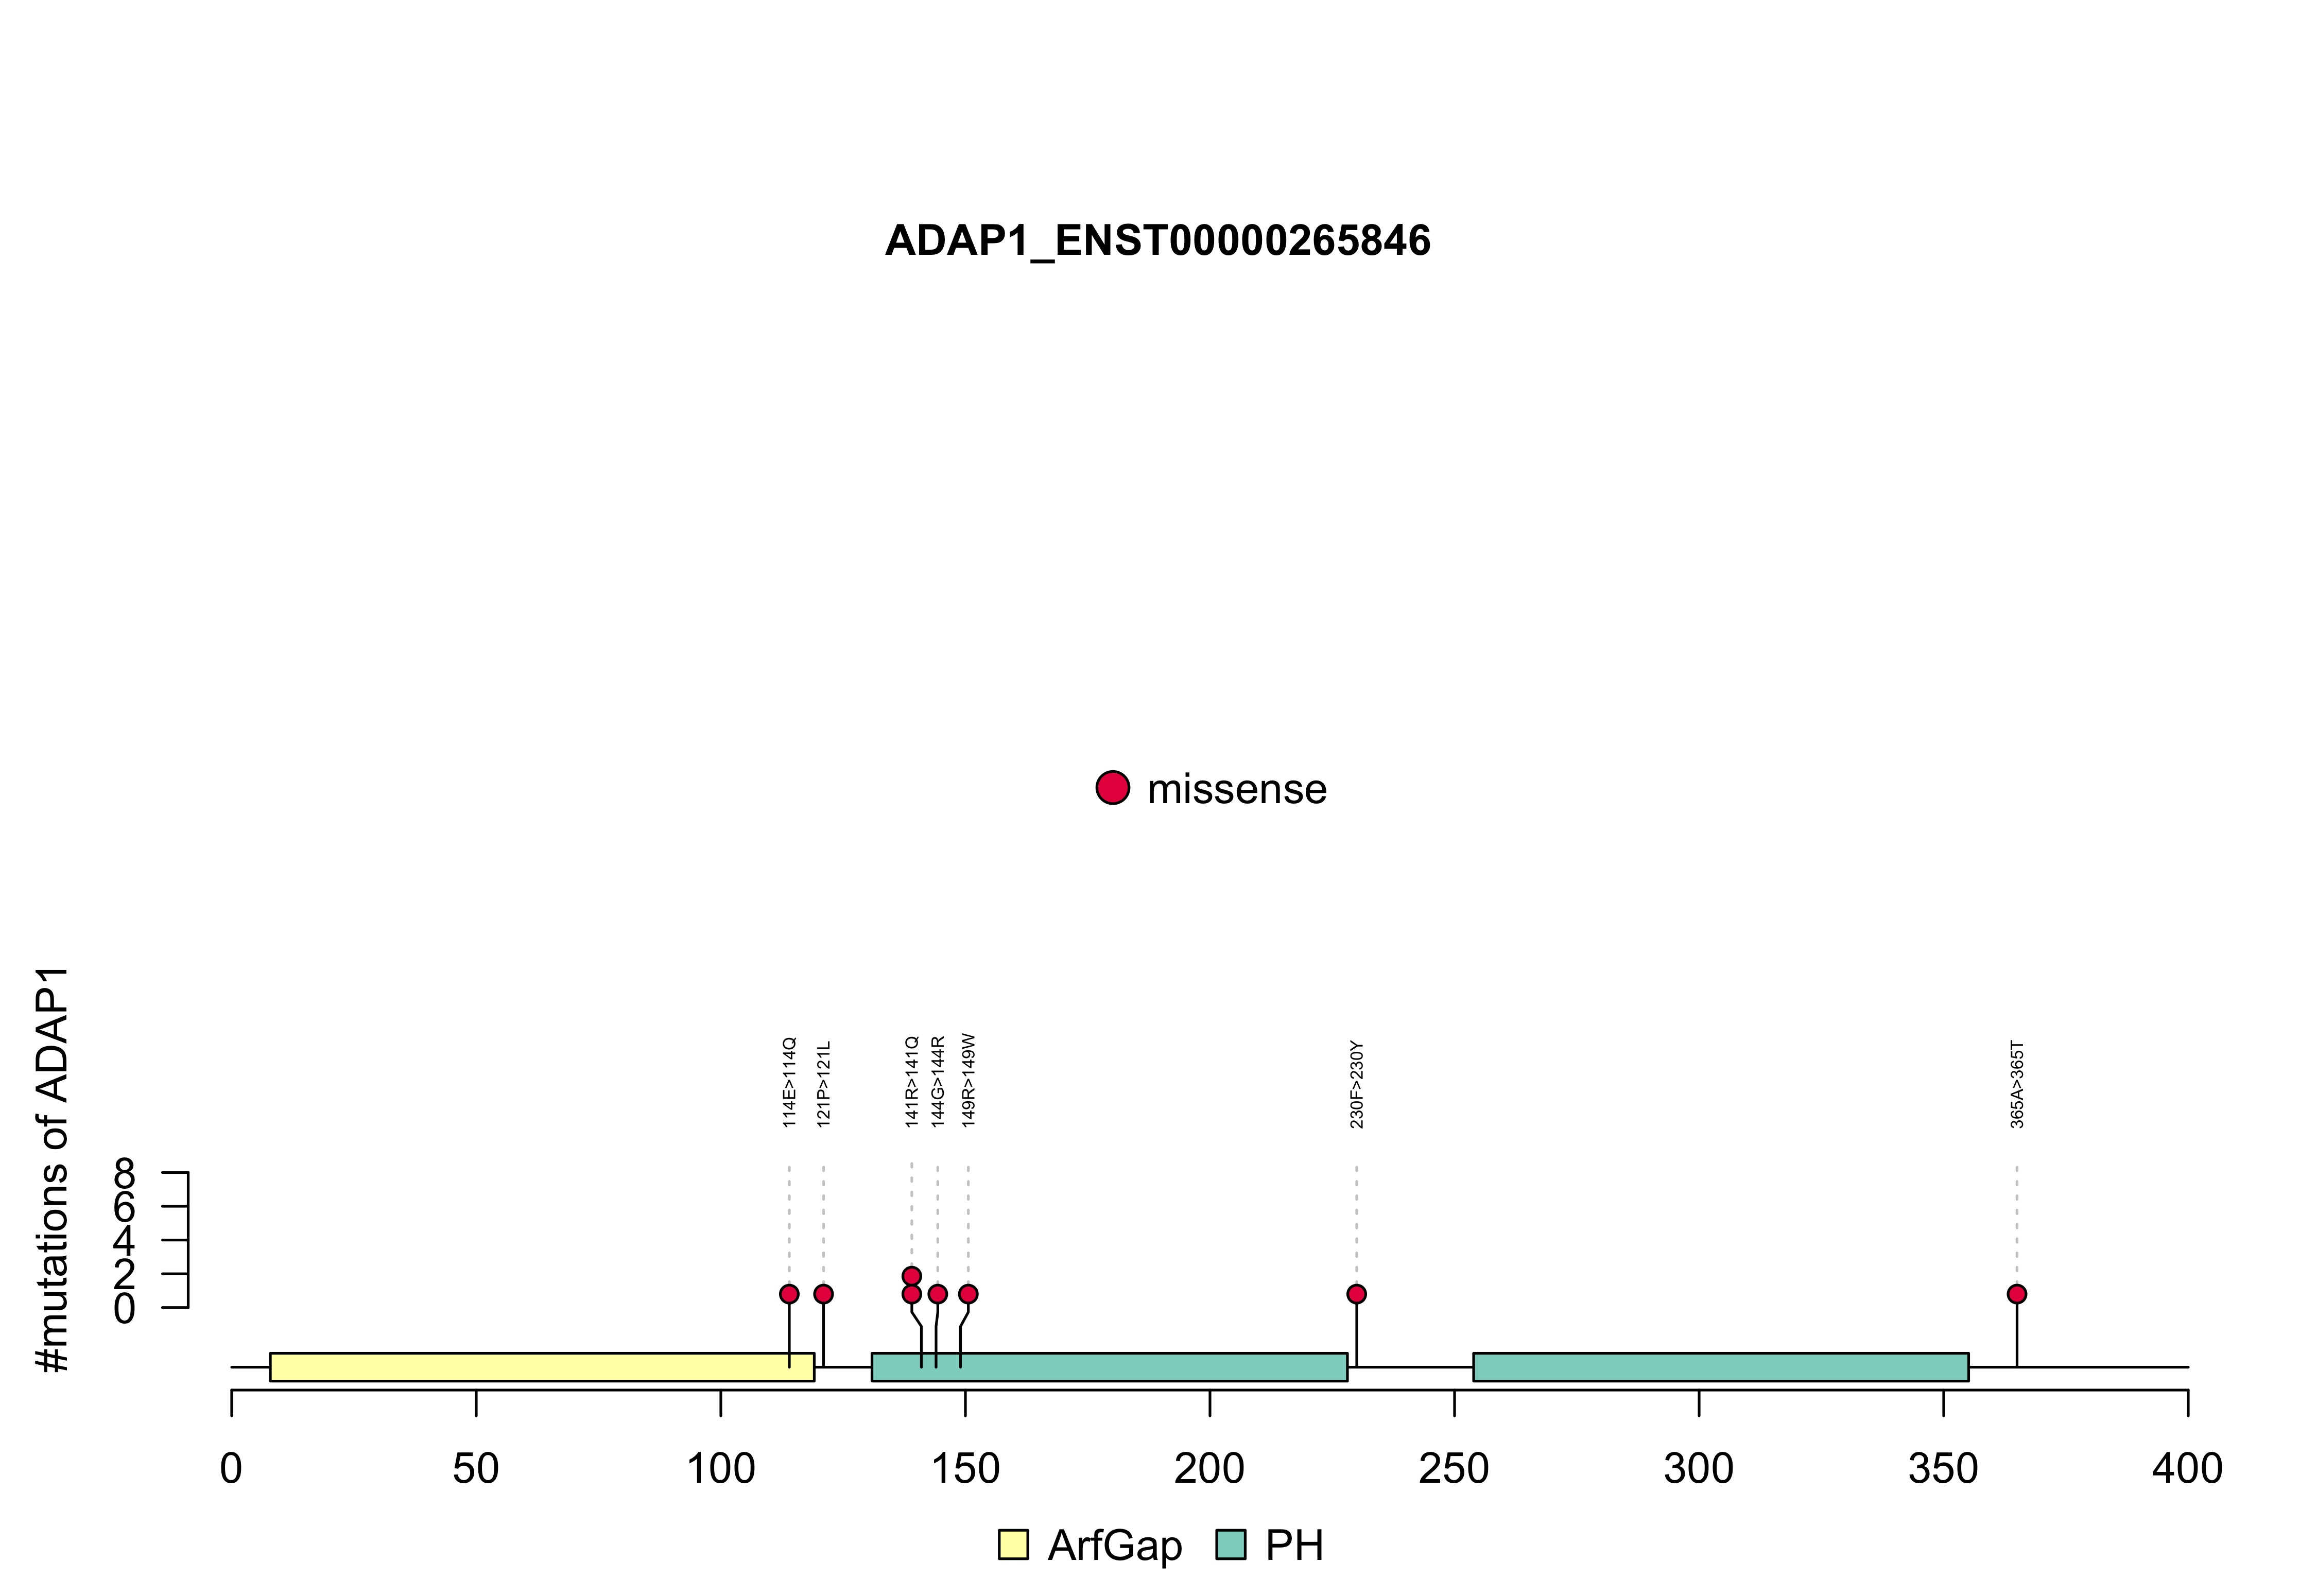 ADAP1_ENST00000265846
missense
#mutations of ADAP1
8
6
4
2
0
114E>114Q
121P>121L
141R>141Q
144G>144R
149R>149W
230F>230Y
365A>365T
0 50 100 150 200 250 300 350 400
ArfGap PH